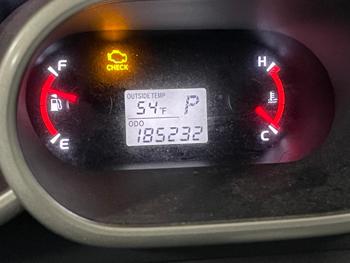 CHECK
F
H
OUTSIDE TEMP
54°F P
ODO
185232
E
C